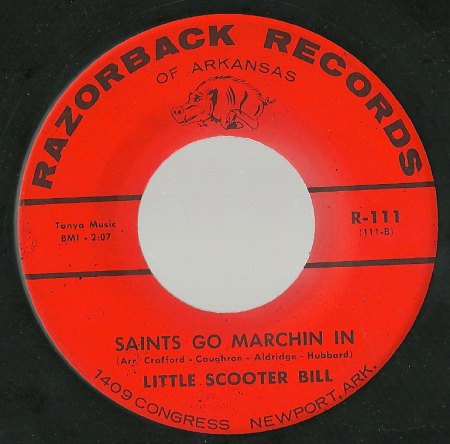 RAZORBACK RECORDS
OF ARKANSAS
Tanya Music
BMI - 2:07
R-111
(111-B)
SAINTS GO MARCHIN IN
(Arr. Crafford - Coughron - Aldridge - Hubbard)
LITTLE SCOOTER BILL
1409 CONGRESS NEWPORT, ARK.